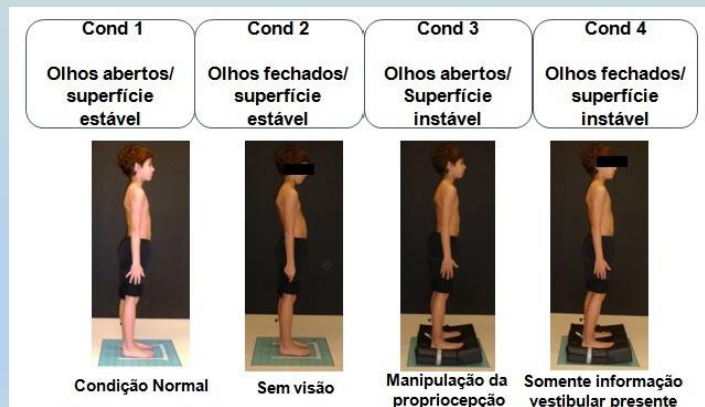 Cond 1
Olhos abertos/
superfície
estável
Cond 2
Olhos fechados/
superfície
estável
Cond 3
Olhos abertos/
Superfície
instável
Cond 4
Olhos fechados/
superfície
instável
Condição Normal
Sem visão
Manipulação da
propriocepção
Somente informação
vestibular presente